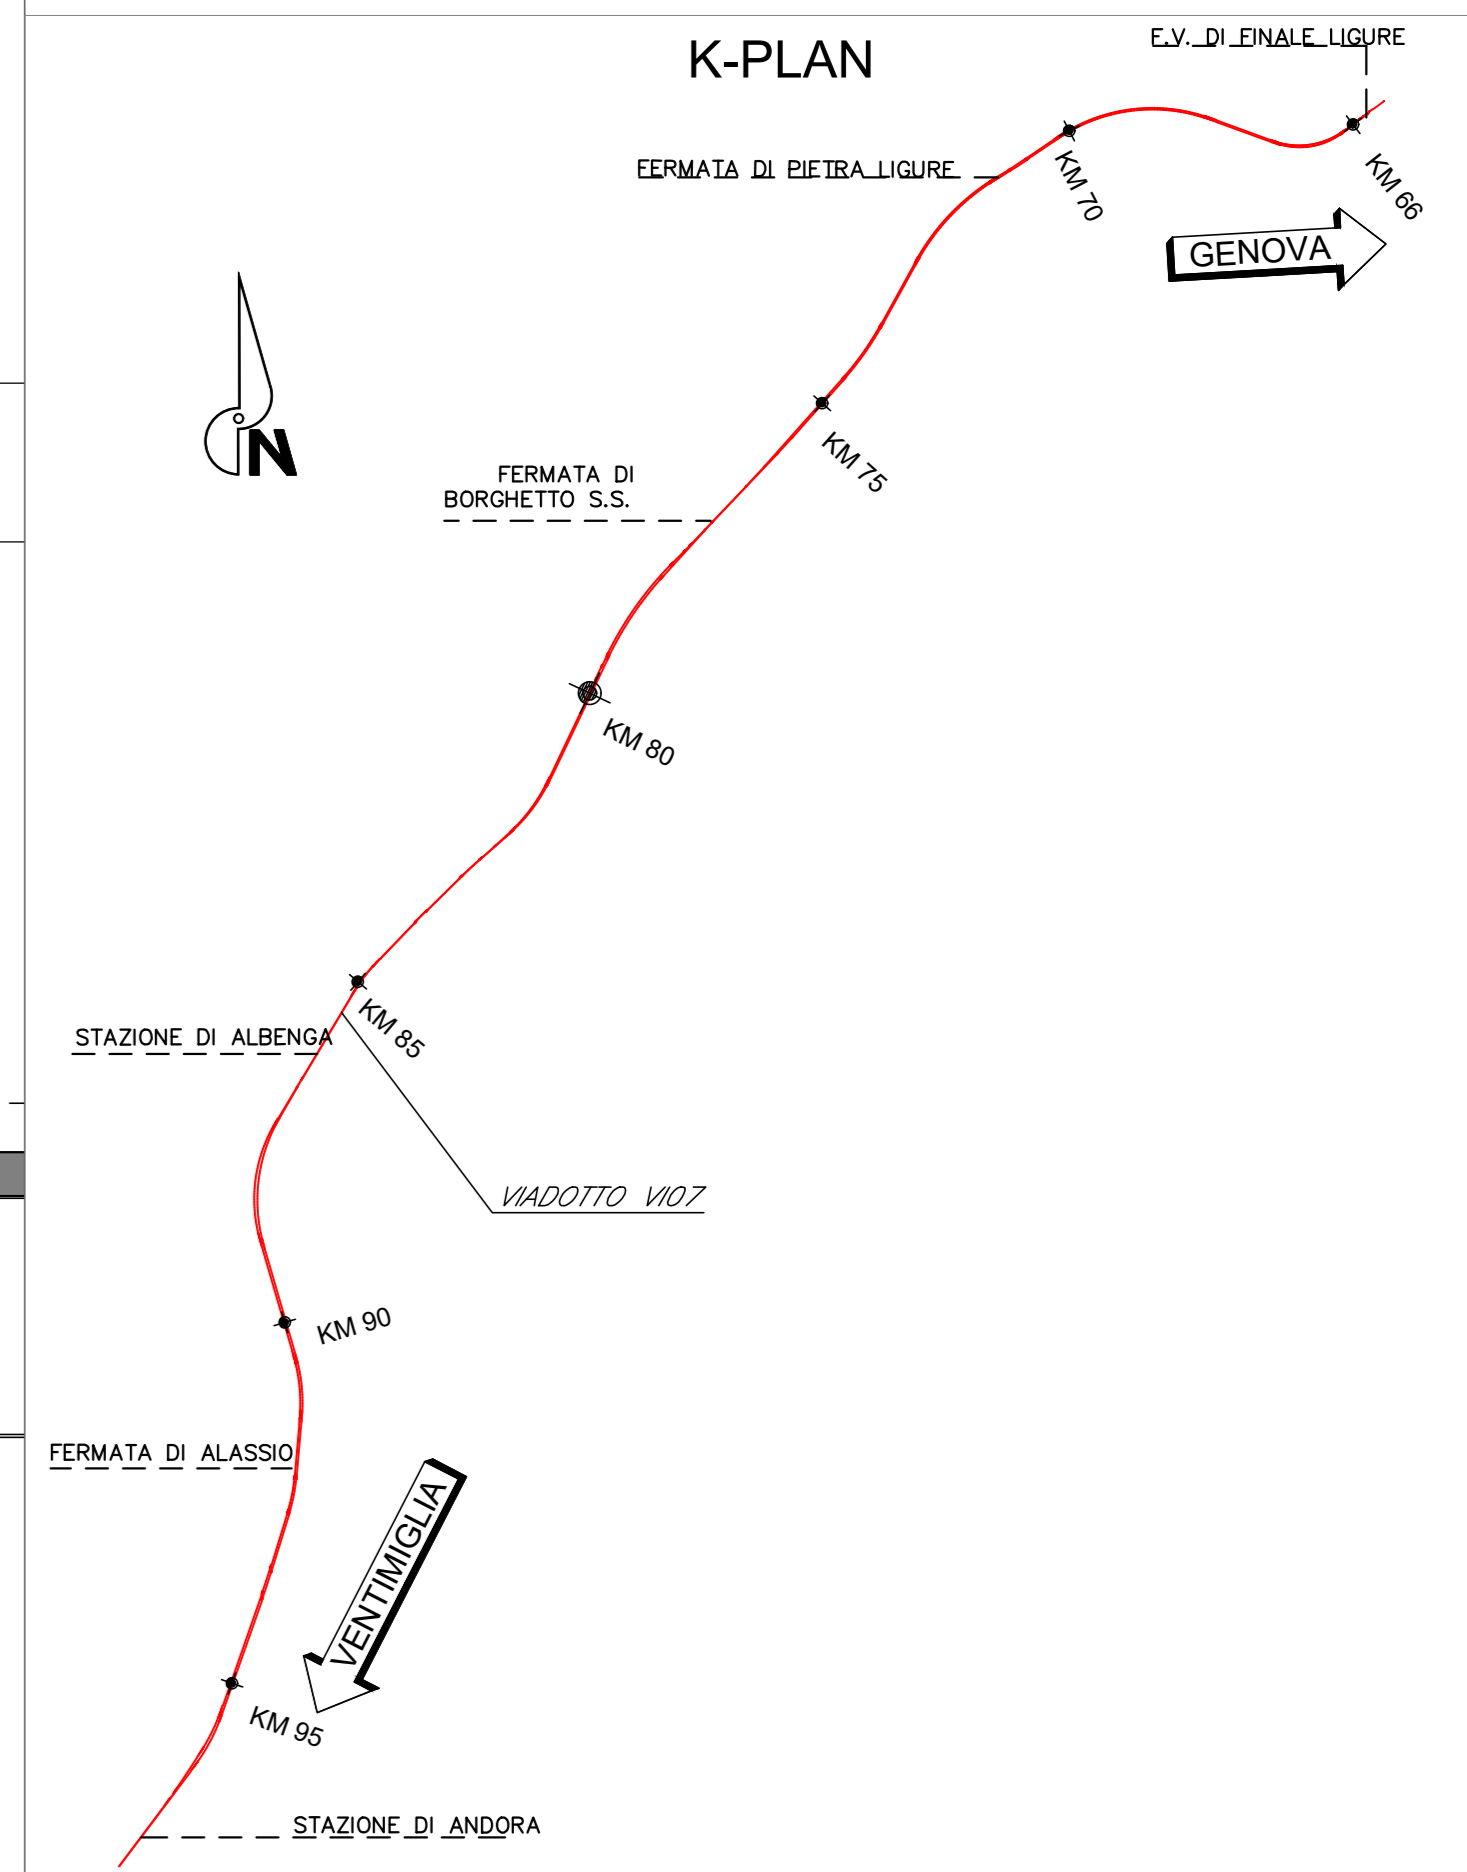 K-PLAN
F.V. DI FINALE LIGURE
FERMATA DI PIETRA LIGURE
KM 70
KM 66
GENOVA
N
KM 75
FERMATA DI
BORGHETTO S.S.
KM 80
KM 85
STAZIONE DI ALBENGA
VIADOTTO VI07
KM 90
FERMATA DI ALASSIO
VENTIMIGLIA
KM 95
STAZIONE DI ANDORA